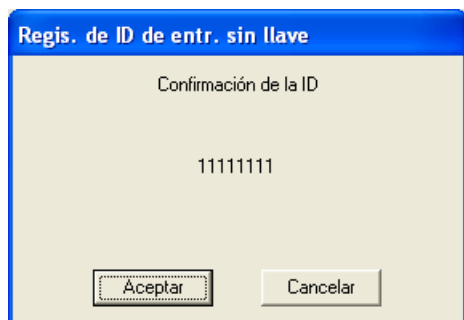 Regis. de ID de entr. sin llave
Confirmación de la ID
11111111
Aceptar
Cancelar